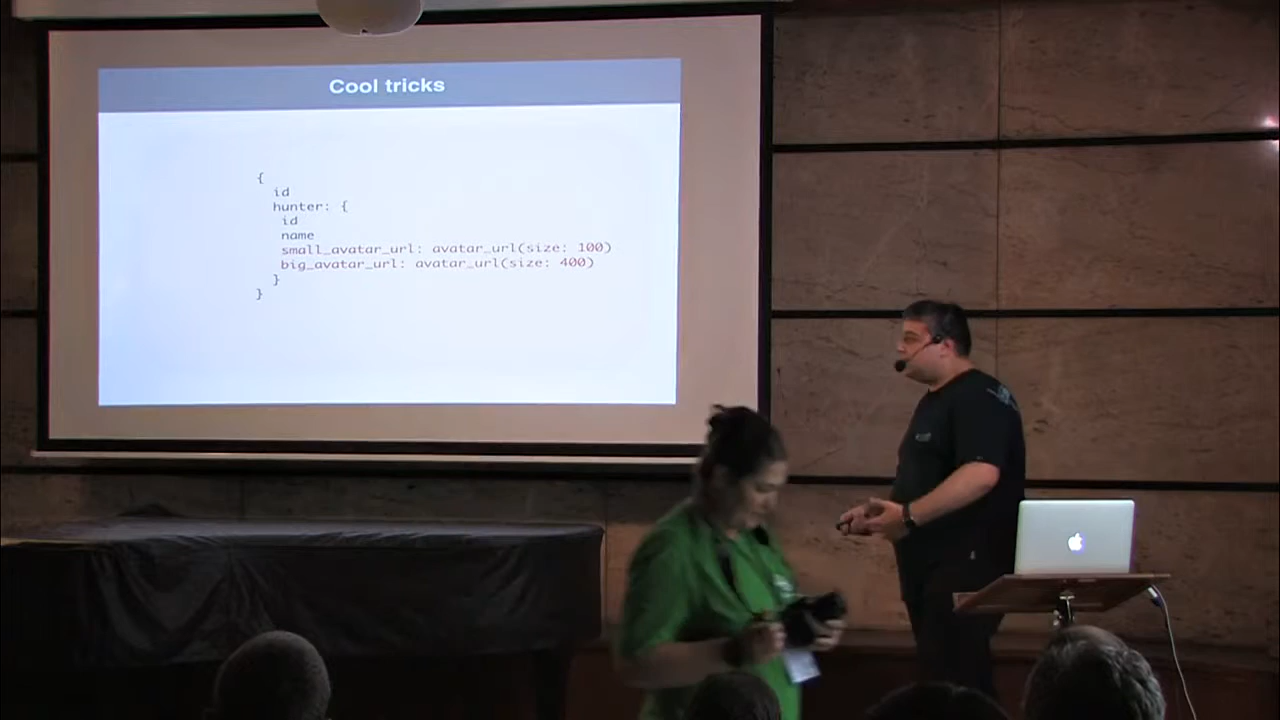 Cool tricks
{
id
hunter: {
id
name
small_avatar_url: avatar_url(size: 100)
big_avatar_url: avatar_url(size: 400)
}
}